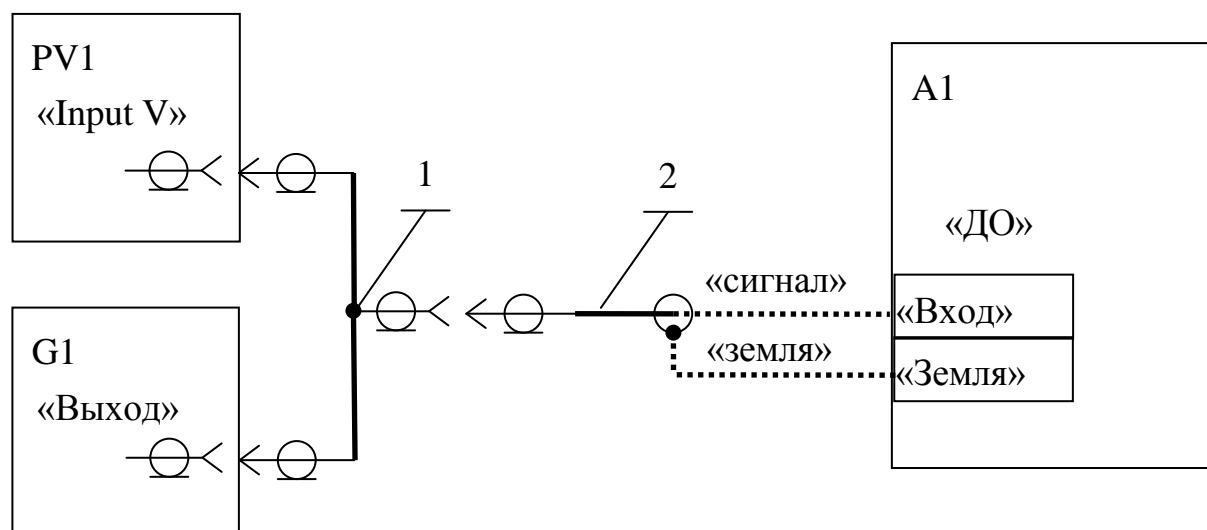 PV1
«Input V»
G1
«Выход»
1
2
A1
«ДО»
«сигнал»
«земля»
«Вход»
«Земля»